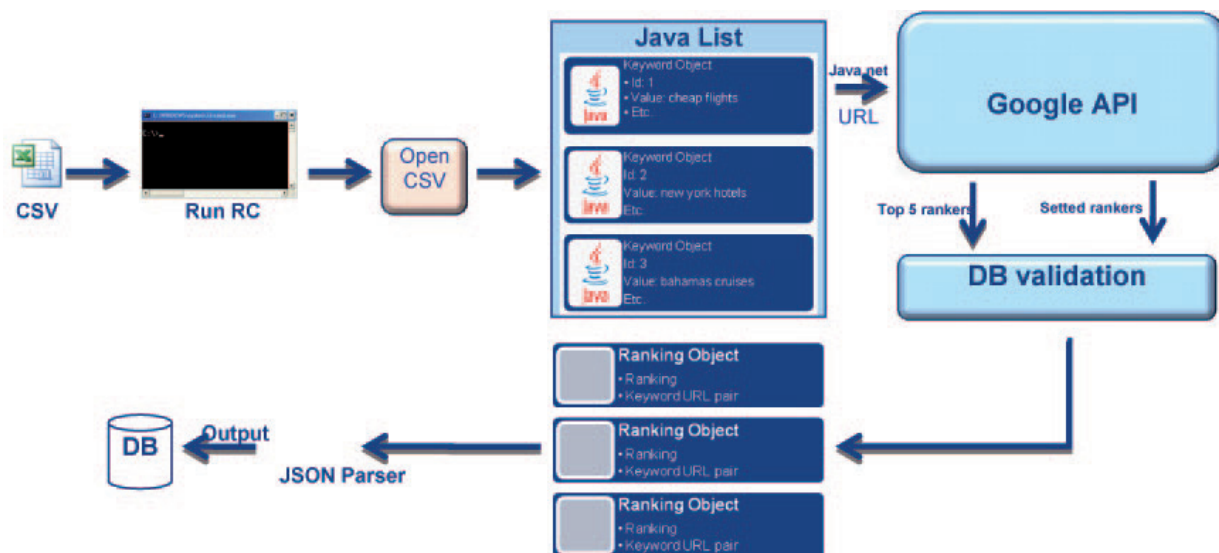 CSV
Run RC
Open
CSV
Java List
Keyword Object
• Id: 1
• Value: cheap flights
• Etc.
Java
Keyword Object
Id: 2
Value: new york hotels
Etc.
Java
Keyword Object
Id: 3
Value: bahamas cruises
Etc.
Java
Java.net
URL
Google API
Top 5 rankers
Setted rankers
DB validation
Ranking Object
• Ranking
• Keyword URL pair
Ranking Object
• Ranking
• Keyword URL pair
Ranking Object
• Ranking
• Keyword URL pair
JSON Parser
Output
DB